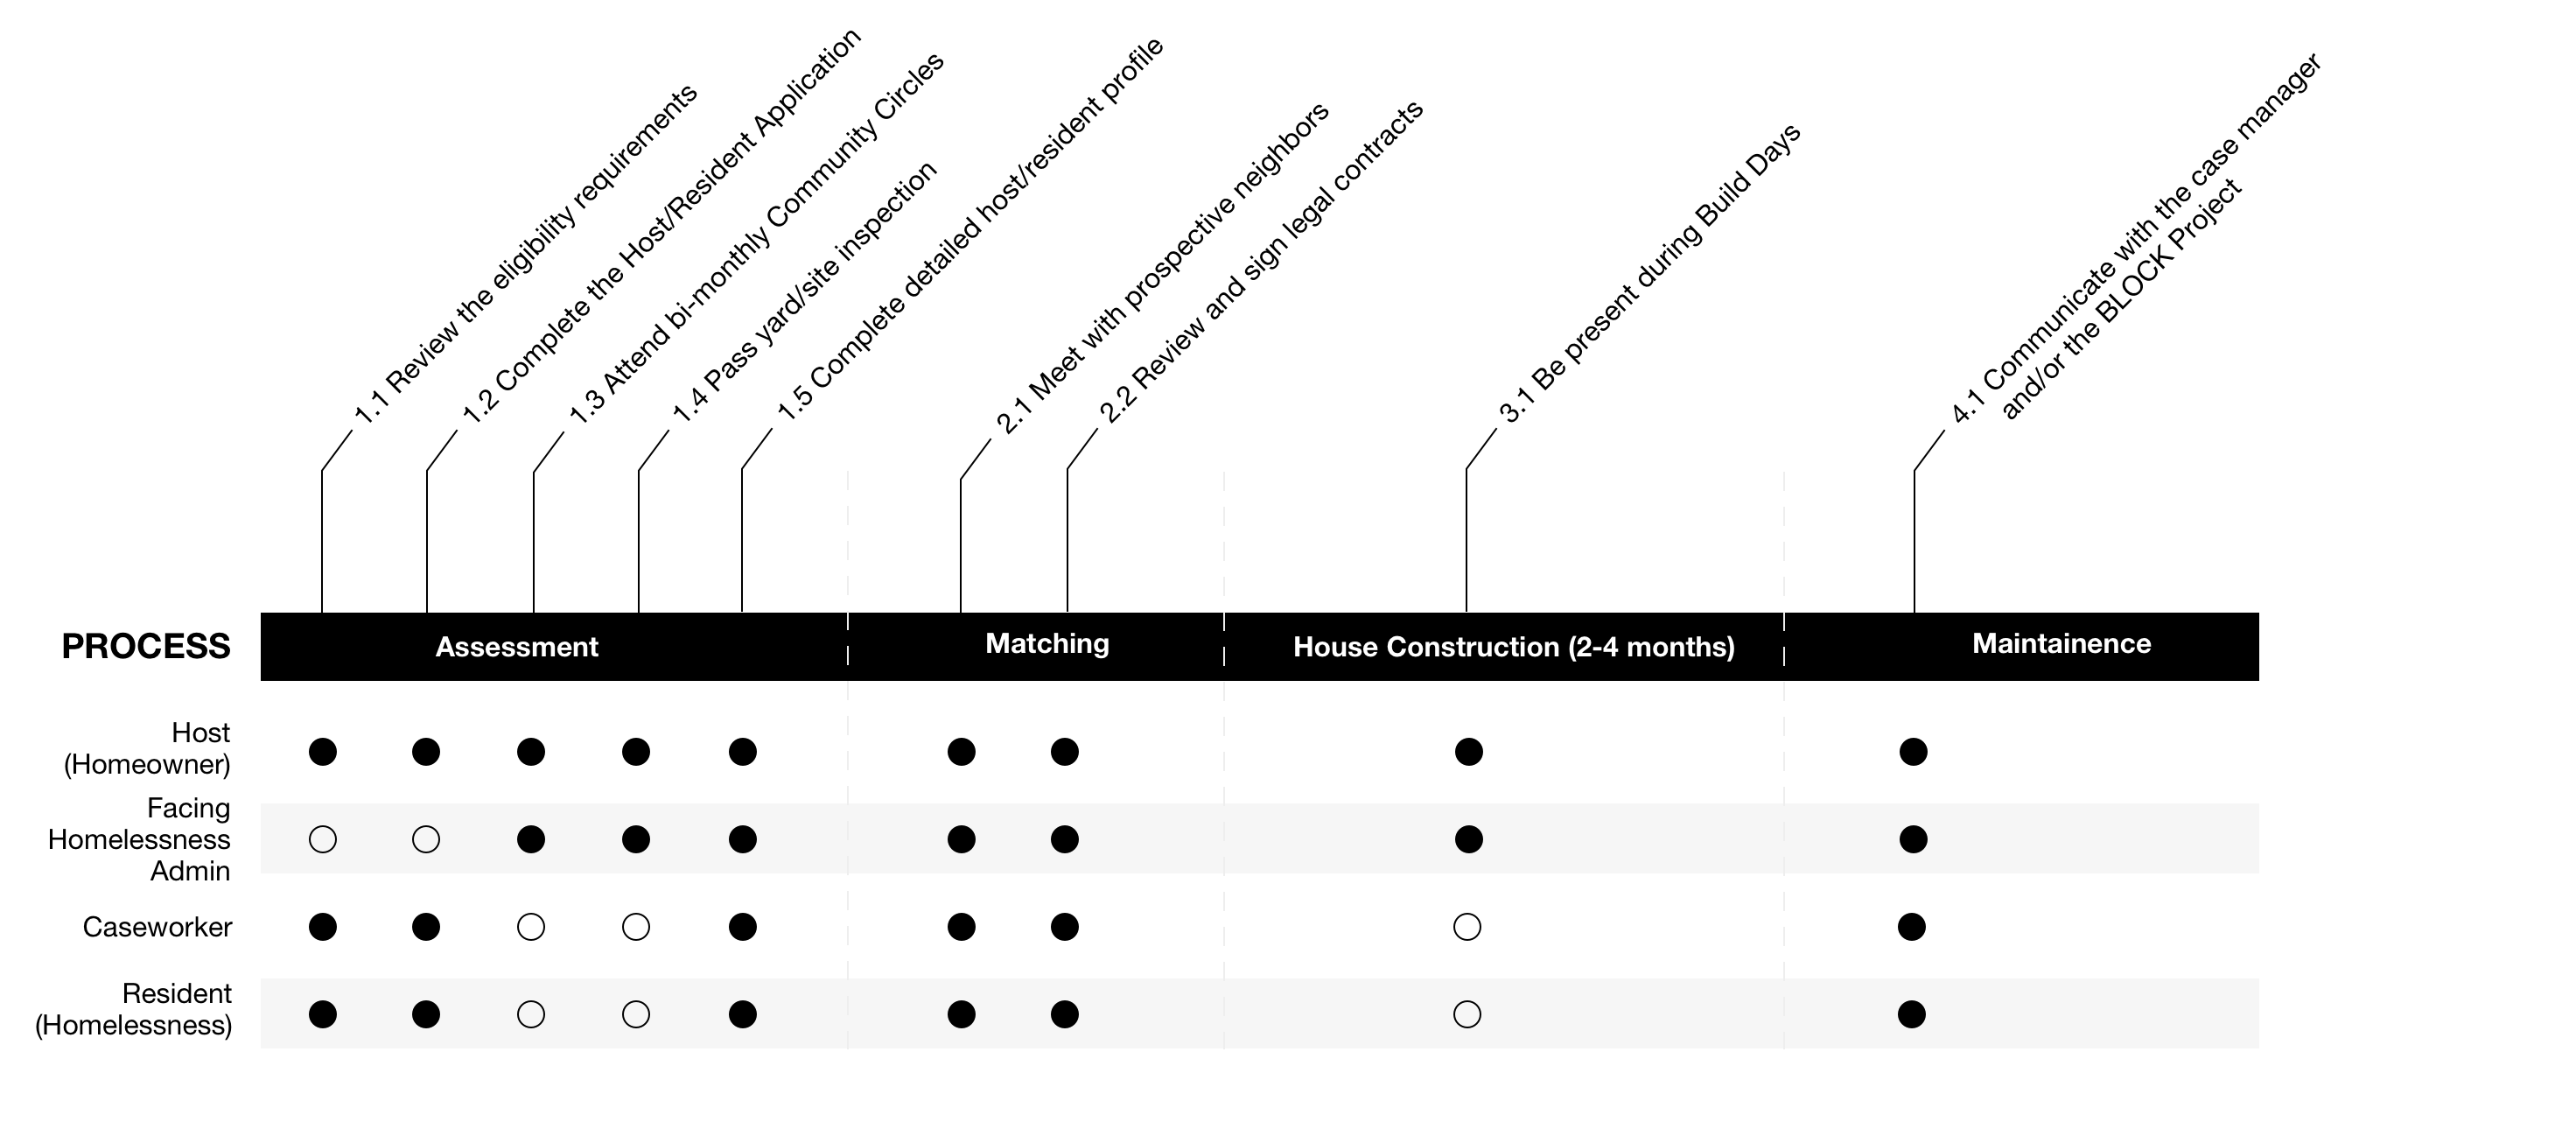 1.1 Review the eligibility requirements
1.2 Complete the Host/Resident Application
1.3 Attend bi-monthly Community Circles
1.4 Pass yard/site inspection
1.5 Complete detailed host/resident profile
2.1 Meet with prospective neighbors
2.2 Review and sign legal contracts
3.1 Be present during Build Days
4.1 Communicate with the case manager
and/or the BLOCK Project
PROCESS
Assessment
Matching
House Construction (2-4 months)
Maintainence
Host
(Homeowner)
Facing
Homelessness
Admin
Caseworker
Resident
(Homelessness)